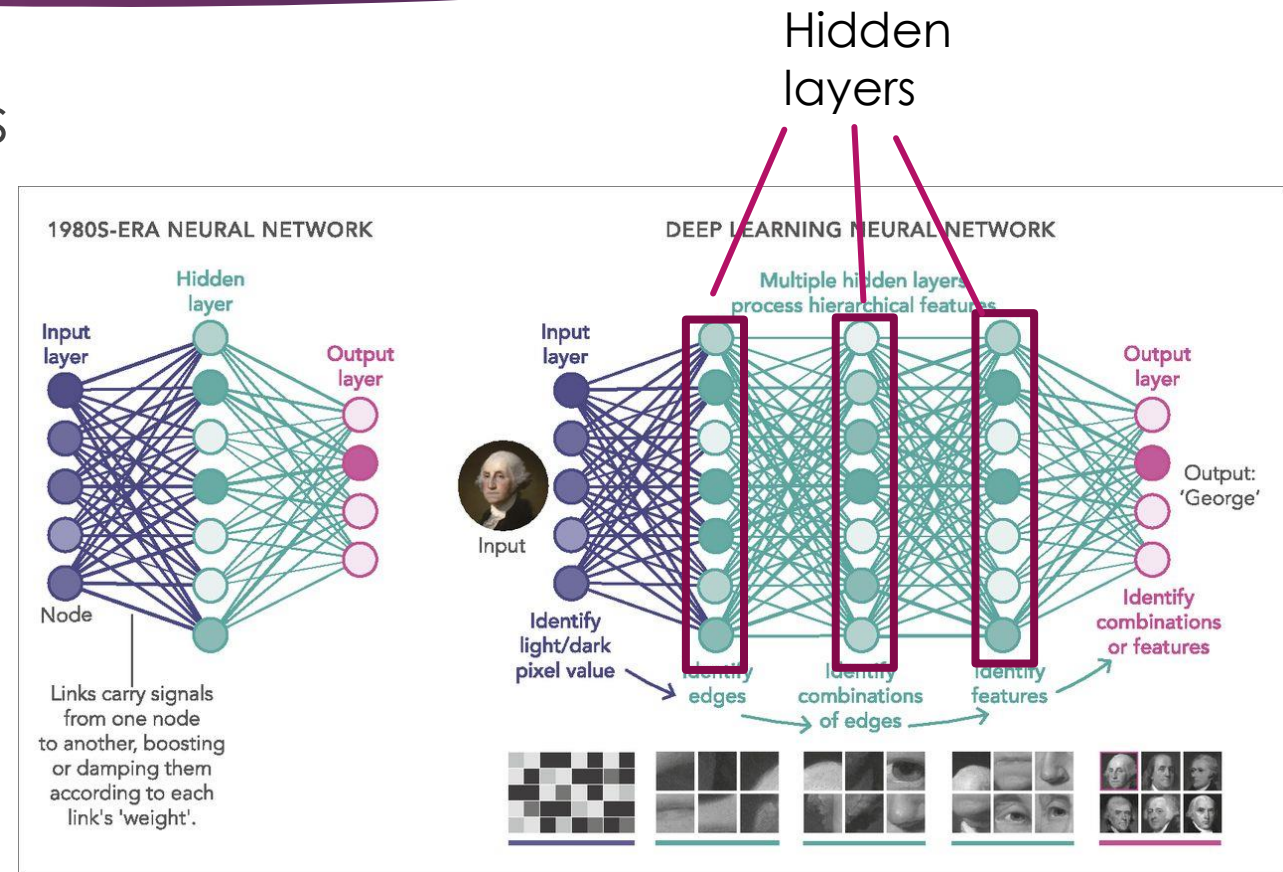 Hidden
layers
s
1980S-ERA NEURAL NETWORK
Hidden
layer
Input
layer
Output
layer
Node
Links carry signals
from one node
to another, boosting
or damping them
according to each
link's 'weight'.
DEEP LEARNING NEURAL NETWORK
Multiple hidden layers
process hierarchical features
Input
layer
Output
layer
Input
Output:
'George'
Identify
light/dark
pixel value
Identify
edges
Identify
combinations
of edges
Identify
features
Identify
combinations
or features